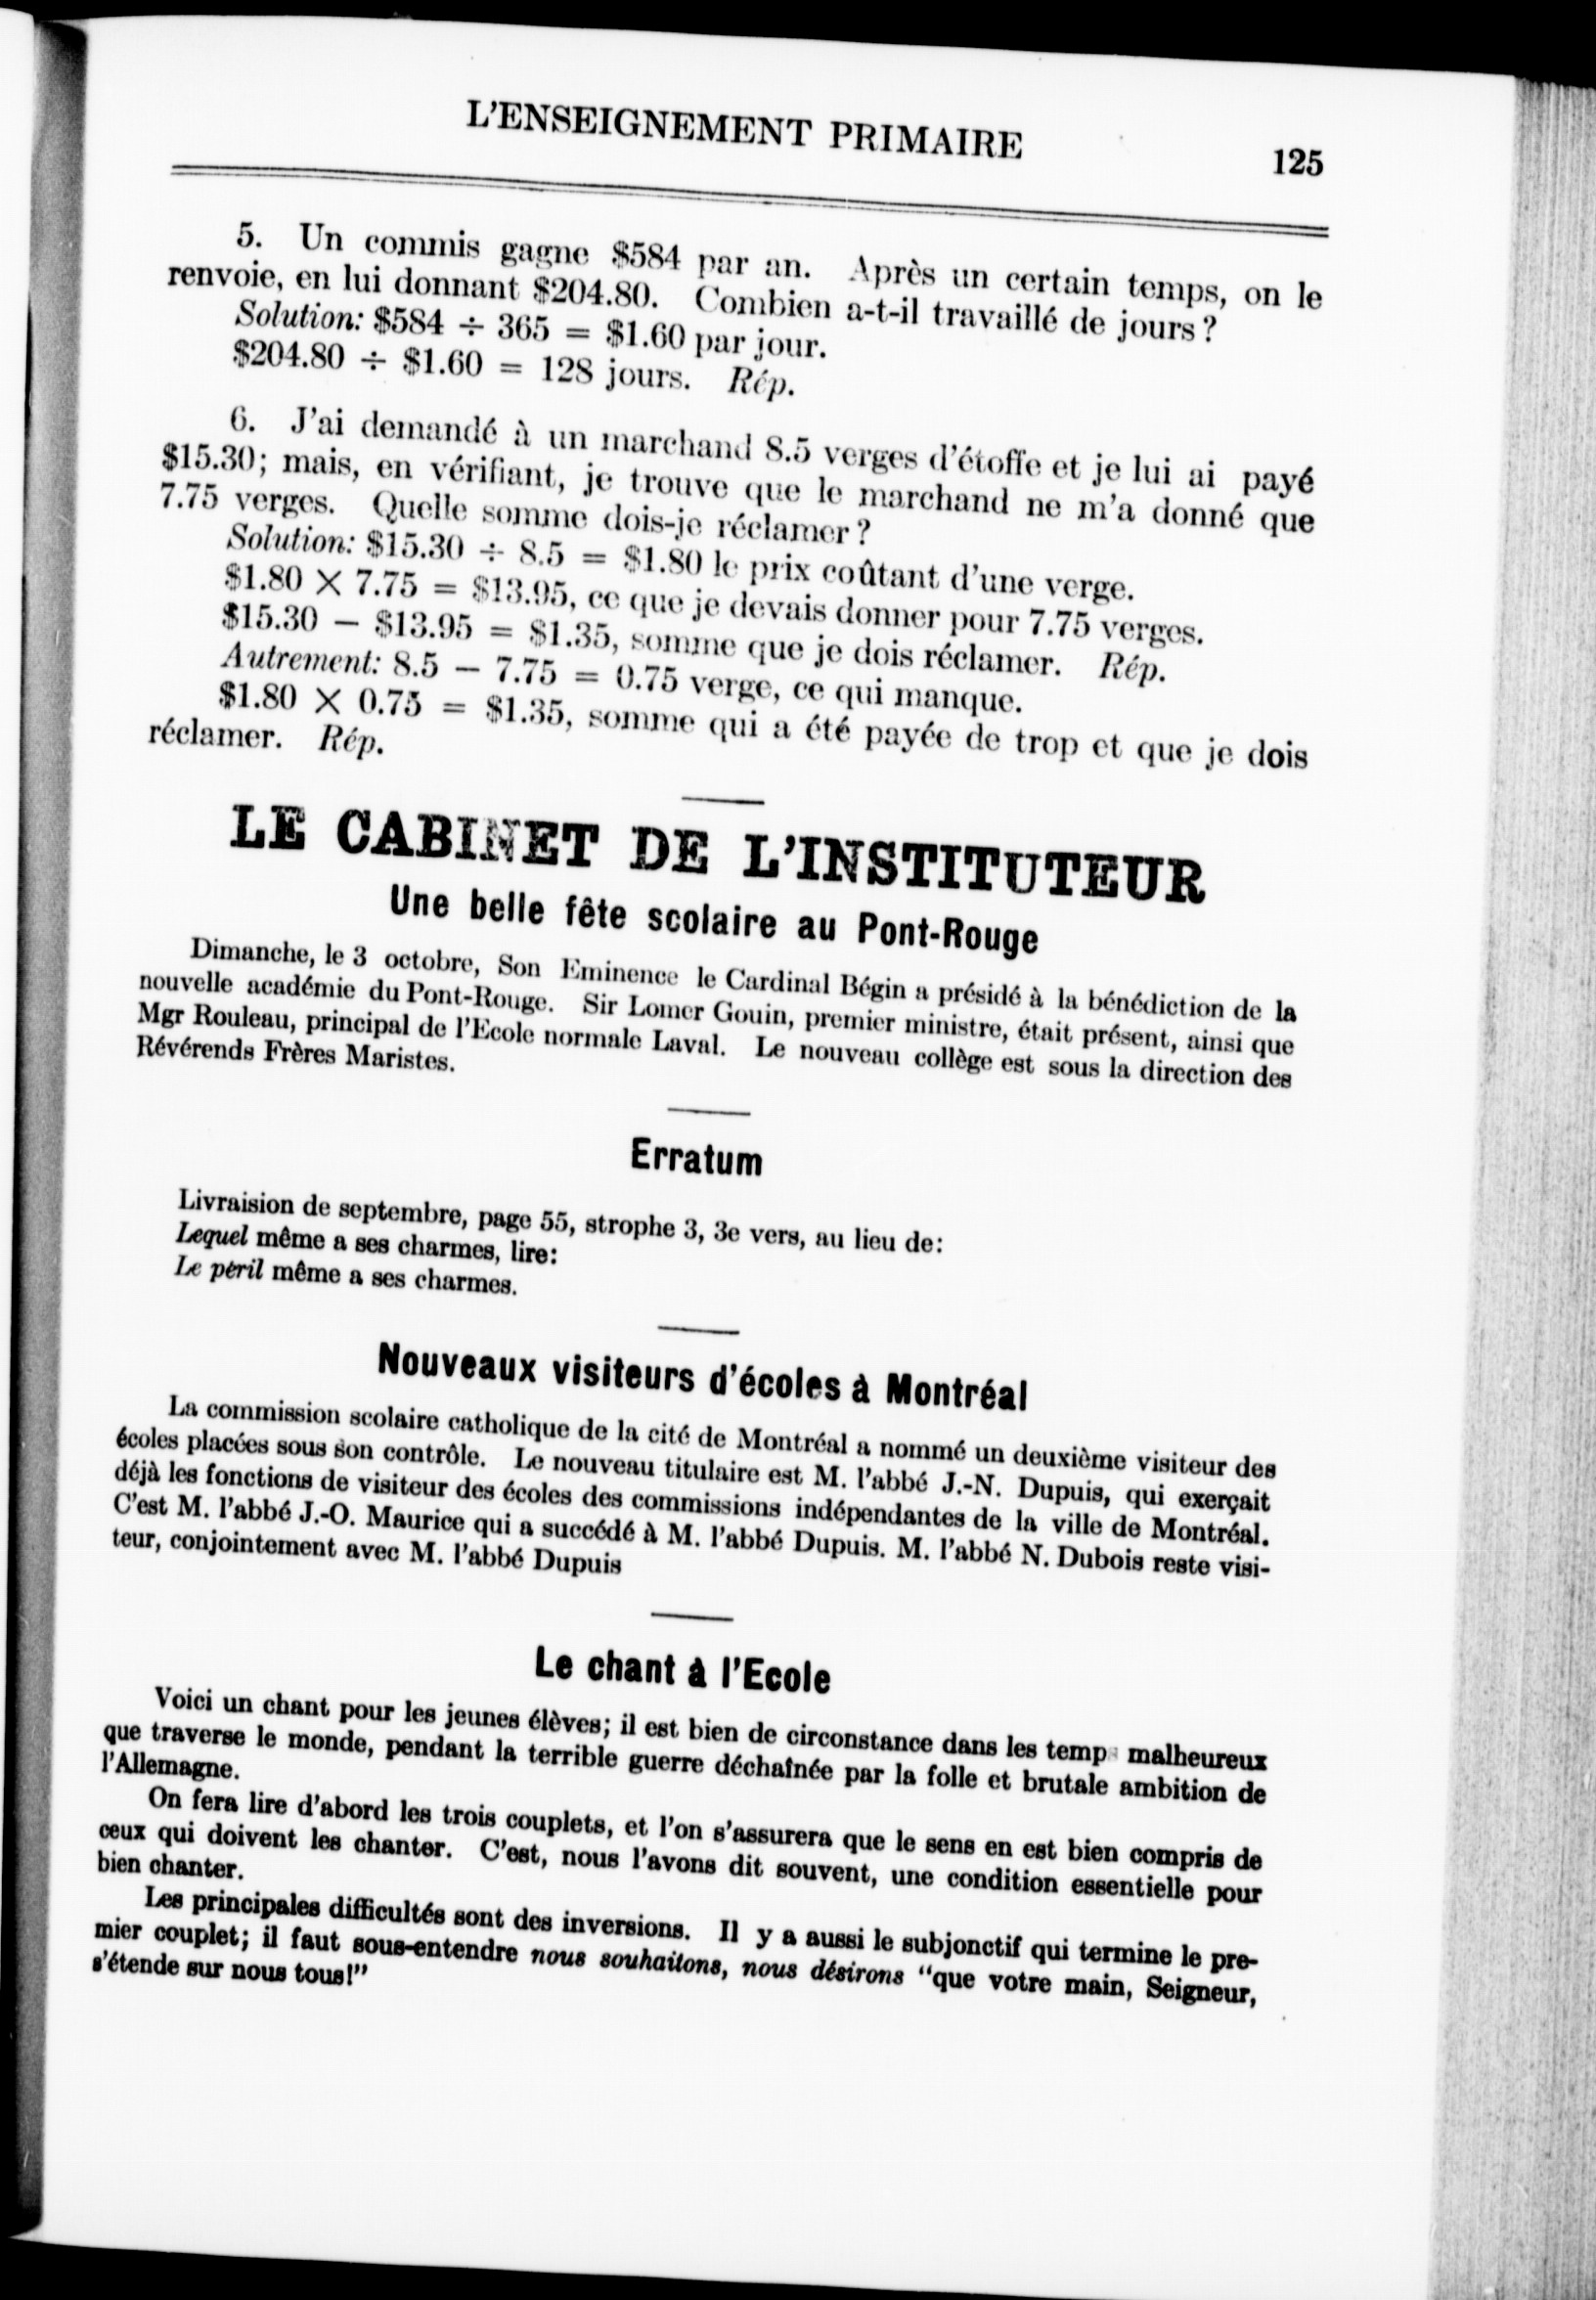 L'ENSEIGNEMENT PRIMAIRE
125
5. Un commis gagne $584 par an. Après un certain temps, on le
renvoie, en lui donnant $204.80. Combien a-t-il travaillé de jours?
Solution: $584 ÷ 365 = $1.60 par jour.
$204.80 ÷ $1.60 = 128 jours. Rép.
6. J'ai demandé à un marchand 8.5 verges d'étoffe et je lui ai payé
$15.30; mais, en vérifiant, je trouve que le marchand ne m'a donné que
7.75 verges. Quelle somme dois-je réclamer?
Solution: $15.30 ÷ 8.5 = $1.80 le prix coûtant d'une verge.
$1.80 × 7.75 = $13.95, ce que je devais donner pour 7.75 verges.
$15.30 — $13.95 = $1.35, somme que je dois réclamer. Rép.
Autrement: 8.5 — 7.75 = 0.75 verge, ce qui manque.
$1.80 × 0.75 = $1.35, somme qui a été payée de trop et que je dois
réclamer. Rép.
LE CABINET DE L'INSTITUTEUR
Une belle fête scolaire au Pont-Rouge
Dimanche, le 3 octobre, Son Eminence le Cardinal Bégin a présidé à la bénédiction de la
nouvelle académie du Pont-Rouge. Sir Lomer Gouin, premier ministre, était présent, ainsi que
Mgr Rouleau, principal de l'Ecole normale Laval. Le nouveau collège est sous la direction des
Révérends Frères Maristes.
Erratum
Livraision de septembre, page 55, strophe 3, 3e vers, au lieu de:
Lequel même a ses charmes, lire:
Le péril même a ses charmes.
Nouveaux visiteurs d'écoles à Montréal
La commission scolaire catholique de la cité de Montréal a nommé un deuxième visiteur des
écoles placées sous son contrôle. Le nouveau titulaire est M. l'abbé J.-N. Dupuis, qui exerçait
déjà les fonctions de visiteur des écoles des commissions indépendantes de la ville de Montréal.
C'est M. l'abbé J.-O. Maurice qui a succédé à M. l'abbé Dupuis. M. l'abbé N. Dubois reste visi-
teur, conjointement avec M. l'abbé Dupuis
Le chant à l'Ecole
Voici un chant pour les jeunes élèves; il est bien de circonstance dans les temps malheureux
que traverse le monde, pendant la terrible guerre déchaînée par la folle et brutale ambition de
l'Allemagne.
On fera lire d'abord les trois couplets, et l'on s'assurera que le sens en est bien compris de
ceux qui doivent les chanter. C'est, nous l'avons dit souvent, une condition essentielle pour
bien chanter.
Les principales difficultés sont des inversions. Il y a aussi le subjonctif qui termine le pre-
mier couplet; il faut sous-entendre nous souhaitons, nous désirons "que votre main, Seigneur,
s'étende sur nous tous!"